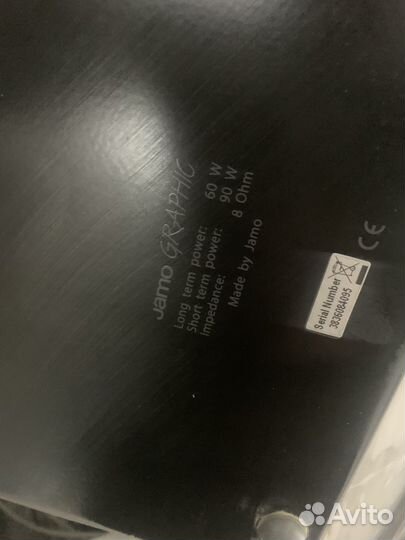 Jamo GRAPHIC
Long term power: 60 W
Short term power: 90 W
Impedance: 8 Ohm
Made by Jamo
CE
Serial Number
3836084095
Avito